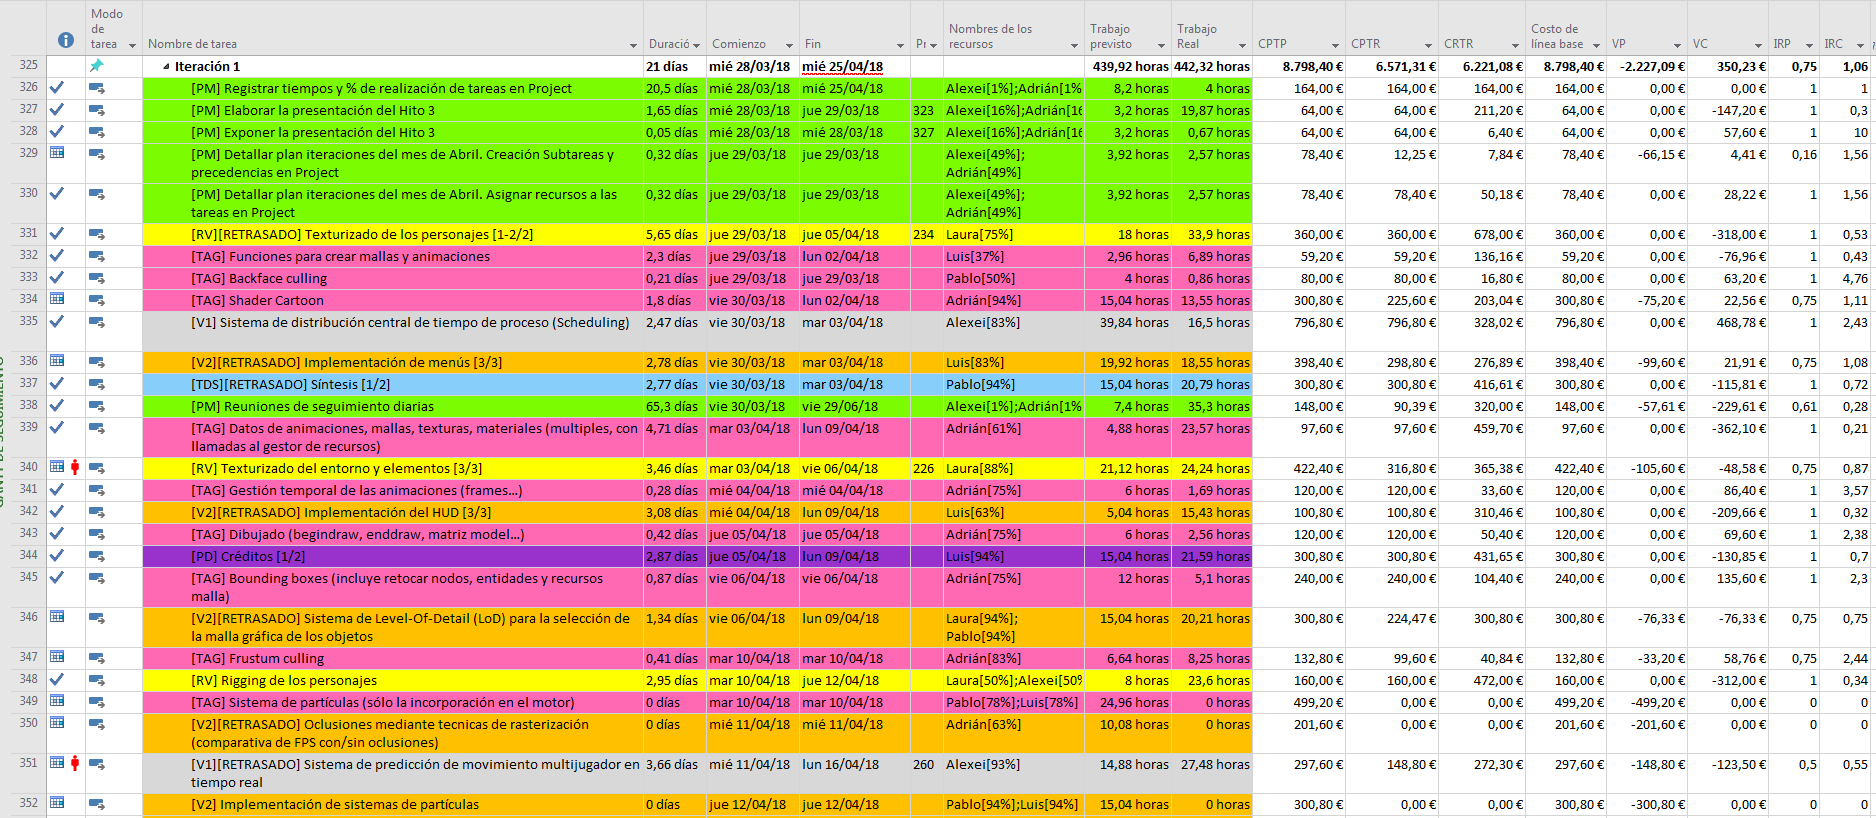 Modo de tarea Nombre de tarea Duració Comienzo Fin Pr Nombres de los recursos Trabajo previsto Trabajo Real CPTP CPTR CRTR Costo de línea base VP VC IRP IRC
325 Iteración 1 21 días mié 28/03/18 mié 25/04/18 439,92 horas 442,32 horas 8.798,40 € 6.571,31 € 6.221,08 € 8.798,40 € -2.227,09 € 350,23 € 0,75 1,06
326 [PM] Registrar tiempos y % de realización de tareas en Project 20,5 días mié 28/03/18 mié 25/04/18 Alexei[1%];Adrián[1% 8,2 horas 4 horas 164,00 € 164,00 € 164,00 € 164,00 € 0,00 € 0,00 € 1 1
327 [PM] Elaborar la presentación del Hito 3 1,65 días mié 28/03/18 jue 29/03/18 323 Alexei[16%];Adrián[16 3,2 horas 19,87 horas 64,00 € 64,00 € 211,20 € 64,00 € 0,00 € -147,20 € 1 0,3
328 [PM] Exponer la presentación del Hito 3 0,05 días mié 28/03/18 mié 28/03/18 327 Alexei[16%];Adrián[16 3,2 horas 0,67 horas 64,00 € 64,00 € 6,40 € 64,00 € 0,00 € 57,60 € 1 10
329 [PM] Detallar plan iteraciones del mes de Abril. Creación Subtareas y precedencias en Project 0,32 días jue 29/03/18 jue 29/03/18 Alexei[49%]; Adrián[49%] 3,92 horas 2,57 horas 78,40 € 12,25 € 7,84 € 78,40 € -66,15 € 4,41 € 0,16 1,56
330 [PM] Detallar plan iteraciones del mes de Abril. Asignar recursos a las tareas en Project 0,32 días jue 29/03/18 jue 29/03/18 Alexei[49%]; Adrián[49%] 3,92 horas 2,57 horas 78,40 € 78,40 € 50,18 € 78,40 € 0,00 € 28,22 € 1 1,56
331 [RV][RETRASADO] Texturizado de los personajes [1-2/2] 5,65 días jue 29/03/18 jue 05/04/18 234 Laura[75%] 18 horas 33,9 horas 360,00 € 360,00 € 678,00 € 360,00 € 0,00 € -318,00 € 1 0,53
332 [TAG] Funciones para crear mallas y animaciones 2,3 días jue 29/03/18 lun 02/04/18 Luis[37%] 2,96 horas 6,89 horas 59,20 € 59,20 € 136,16 € 59,20 € 0,00 € -76,96 € 1 0,43
333 [TAG] Backface culling 0,21 días jue 29/03/18 jue 29/03/18 Pablo[50%] 4 horas 0,86 horas 80,00 € 80,00 € 16,80 € 80,00 € 0,00 € 63,20 € 1 4,76
334 [TAG] Shader Cartoon 1,8 días vie 30/03/18 lun 02/04/18 Adrián[94%] 15,04 horas 13,55 horas 300,80 € 225,60 € 203,04 € 300,80 € -75,20 € 22,56 € 0,75 1,11
335 [V1] Sistema de distribución central de tiempo de proceso (Scheduling) 2,47 días vie 30/03/18 mar 03/04/18 Alexei[83%] 39,84 horas 16,5 horas 796,80 € 796,80 € 328,02 € 796,80 € 0,00 € 468,78 € 1 2,43
336 [V2][RETRASADO] Implementación de menús [3/3] 2,78 días vie 30/03/18 mar 03/04/18 Luis[83%] 19,92 horas 18,55 horas 398,40 € 298,80 € 276,89 € 398,40 € -99,60 € 21,91 € 0,75 1,08
337 [TDS][RETRASADO] Síntesis [1/2] 2,77 días vie 30/03/18 mar 03/04/18 Pablo[94%] 15,04 horas 20,79 horas 300,80 € 300,80 € 416,61 € 300,80 € 0,00 € -115,81 € 1 0,72
338 [PM] Reuniones de seguimiento diarias 65,3 días vie 30/03/18 vie 29/06/18 Alexei[1%];Adrián[1% 7,4 horas 35,3 horas 148,00 € 90,39 € 320,00 € 148,00 € -57,61 € -229,61 € 0,61 0,28
339 [TAG] Datos de animaciones, mallas, texturas, materiales (multiples, con llamadas al gestor de recursos) 4,71 días mar 03/04/18 lun 09/04/18 Adrián[61%] 4,88 horas 23,57 horas 97,60 € 97,60 € 459,70 € 97,60 € 0,00 € -362,10 € 1 0,21
340 [RV] Texturizado del entorno y elementos [3/3] 3,46 días mar 03/04/18 vie 06/04/18 226 Laura[88%] 21,12 horas 24,24 horas 422,40 € 316,80 € 365,38 € 422,40 € -105,60 € -48,58 € 0,75 0,87
341 [TAG] Gestión temporal de las animaciones (frames...) 0,28 días mié 04/04/18 mié 04/04/18 Adrián[75%] 6 horas 1,69 horas 120,00 € 120,00 € 33,60 € 120,00 € 0,00 € 86,40 € 1 3,57
342 [V2][RETRASADO] Implementación del HUD [3/3] 3,08 días mié 04/04/18 lun 09/04/18 Luis[63%] 5,04 horas 15,43 horas 100,80 € 100,80 € 310,46 € 100,80 € 0,00 € -209,66 € 1 0,32
343 [TAG] Dibujado (begindraw, enddraw, matriz model...) 0,42 días jue 05/04/18 jue 05/04/18 Adrián[75%] 6 horas 2,56 horas 120,00 € 120,00 € 50,40 € 120,00 € 0,00 € 69,60 € 1 2,38
344 [PD] Créditos [1/2] 2,87 días jue 05/04/18 lun 09/04/18 Luis[94%] 15,04 horas 21,59 horas 300,80 € 300,80 € 431,65 € 300,80 € 0,00 € -130,85 € 1 0,7
345 [TAG] Bounding boxes (incluye retocar nodos, entidades y recursos malla) 0,87 días vie 06/04/18 vie 06/04/18 Adrián[75%] 12 horas 5,1 horas 240,00 € 240,00 € 104,40 € 240,00 € 0,00 € 135,60 € 1 2,3
346 [V2][RETRASADO] Sistema de Level-Of-Detail (LoD) para la selección de la malla gráfica de los objetos 1,34 días vie 06/04/18 lun 09/04/18 Laura[94%]; Pablo[94%] 15,04 horas 20,21 horas 300,80 € 224,47 € 300,80 € 300,80 € -76,33 € -76,33 € 0,75 0,75
347 [TAG] Frustum culling 0,41 días mar 10/04/18 mar 10/04/18 Adrián[83%] 6,64 horas 8,25 horas 132,80 € 99,60 € 40,84 € 132,80 € -33,20 € 58,76 € 0,75 2,44
348 [RV] Rigging de los personajes 2,95 días mar 10/04/18 jue 12/04/18 Laura[50%];Alexei[50% 8 horas 23,6 horas 160,00 € 160,00 € 472,00 € 160,00 € 0,00 € -312,00 € 1 0,34
349 [TAG] Sistema de partículas (sólo la incorporación en el motor) 0 días mar 10/04/18 mar 10/04/18 Pablo[78%];Luis[78%] 24,96 horas 0 horas 499,20 € 0,00 € 0,00 € 499,20 € -499,20 € 0,00 € 0 0
350 [V2][RETRASADO] Oclusiones mediante tecnicas de rasterización (comparativa de FPS con/sin oclusiones) 0 días mié 11/04/18 mié 11/04/18 Adrián[63%] 10,08 horas 0 horas 201,60 € 0,00 € 0,00 € 201,60 € -201,60 € 0,00 € 0 0
351 [V1][RETRASADO] Sistema de predicción de movimiento multijugador en tiempo real 3,66 días mié 11/04/18 lun 16/04/18 260 Alexei[93%] 14,88 horas 27,48 horas 297,60 € 148,80 € 272,30 € 297,60 € -148,80 € -123,50 € 0,5 0,55
352 [V2] Implementación de sistemas de partículas 0 días jue 12/04/18 jue 12/04/18 Pablo[94%];Luis[94%] 15,04 horas 0 horas 300,80 € 0,00 € 0,00 € 300,80 € -300,80 € 0,00 € 0 0